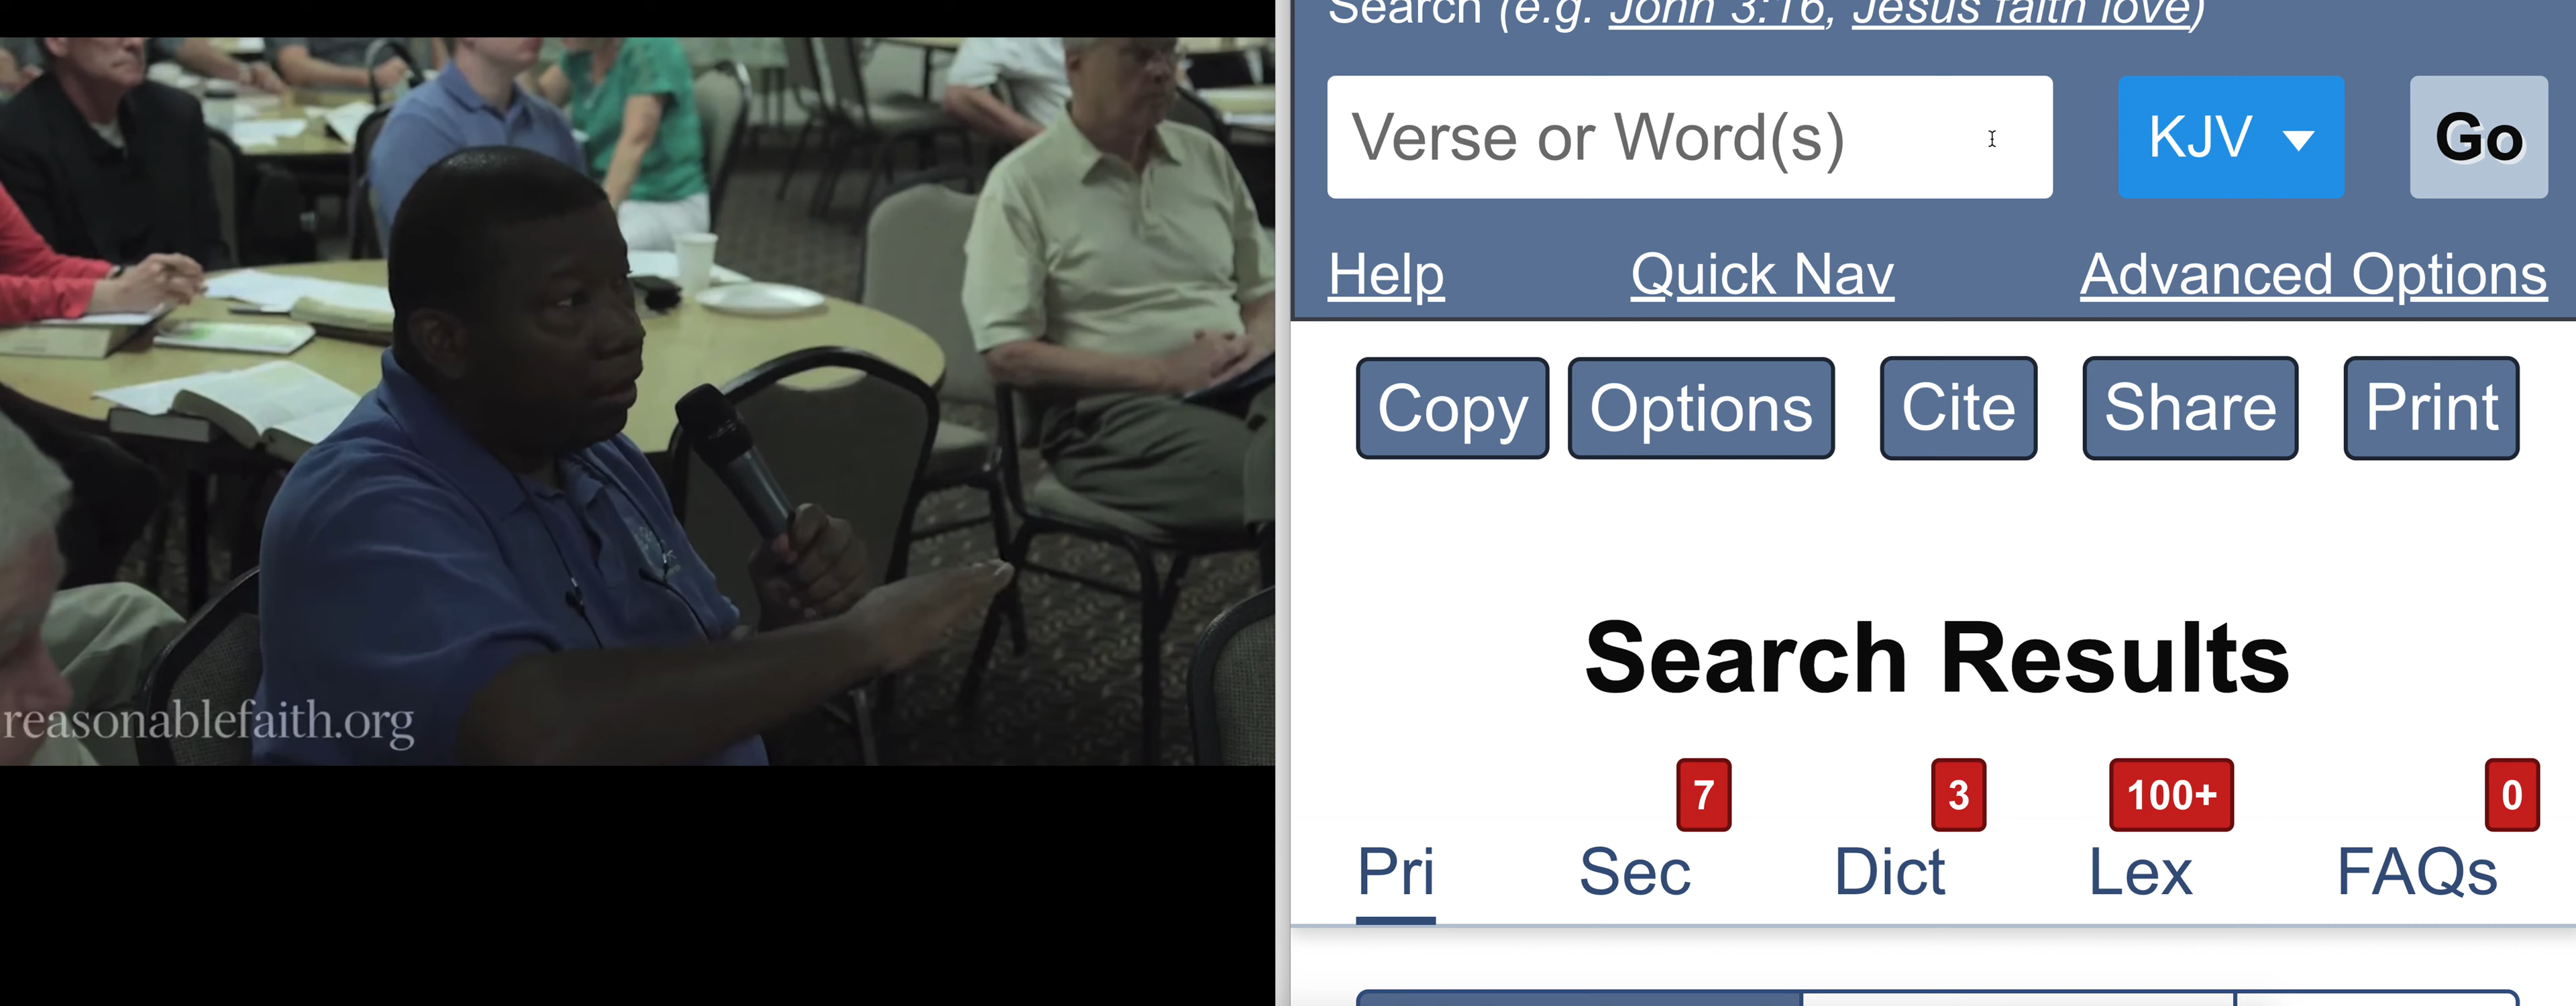 reasonablefaith.org
Search (e.g. John 3:16, Jesus faith love)
Verse or Word(s)
KJV
Go
Help Quick Nav Advanced Options
Copy Options Cite Share Print
Search Results
7 3 100+ 0
Pri Sec Dict Lex FAQs